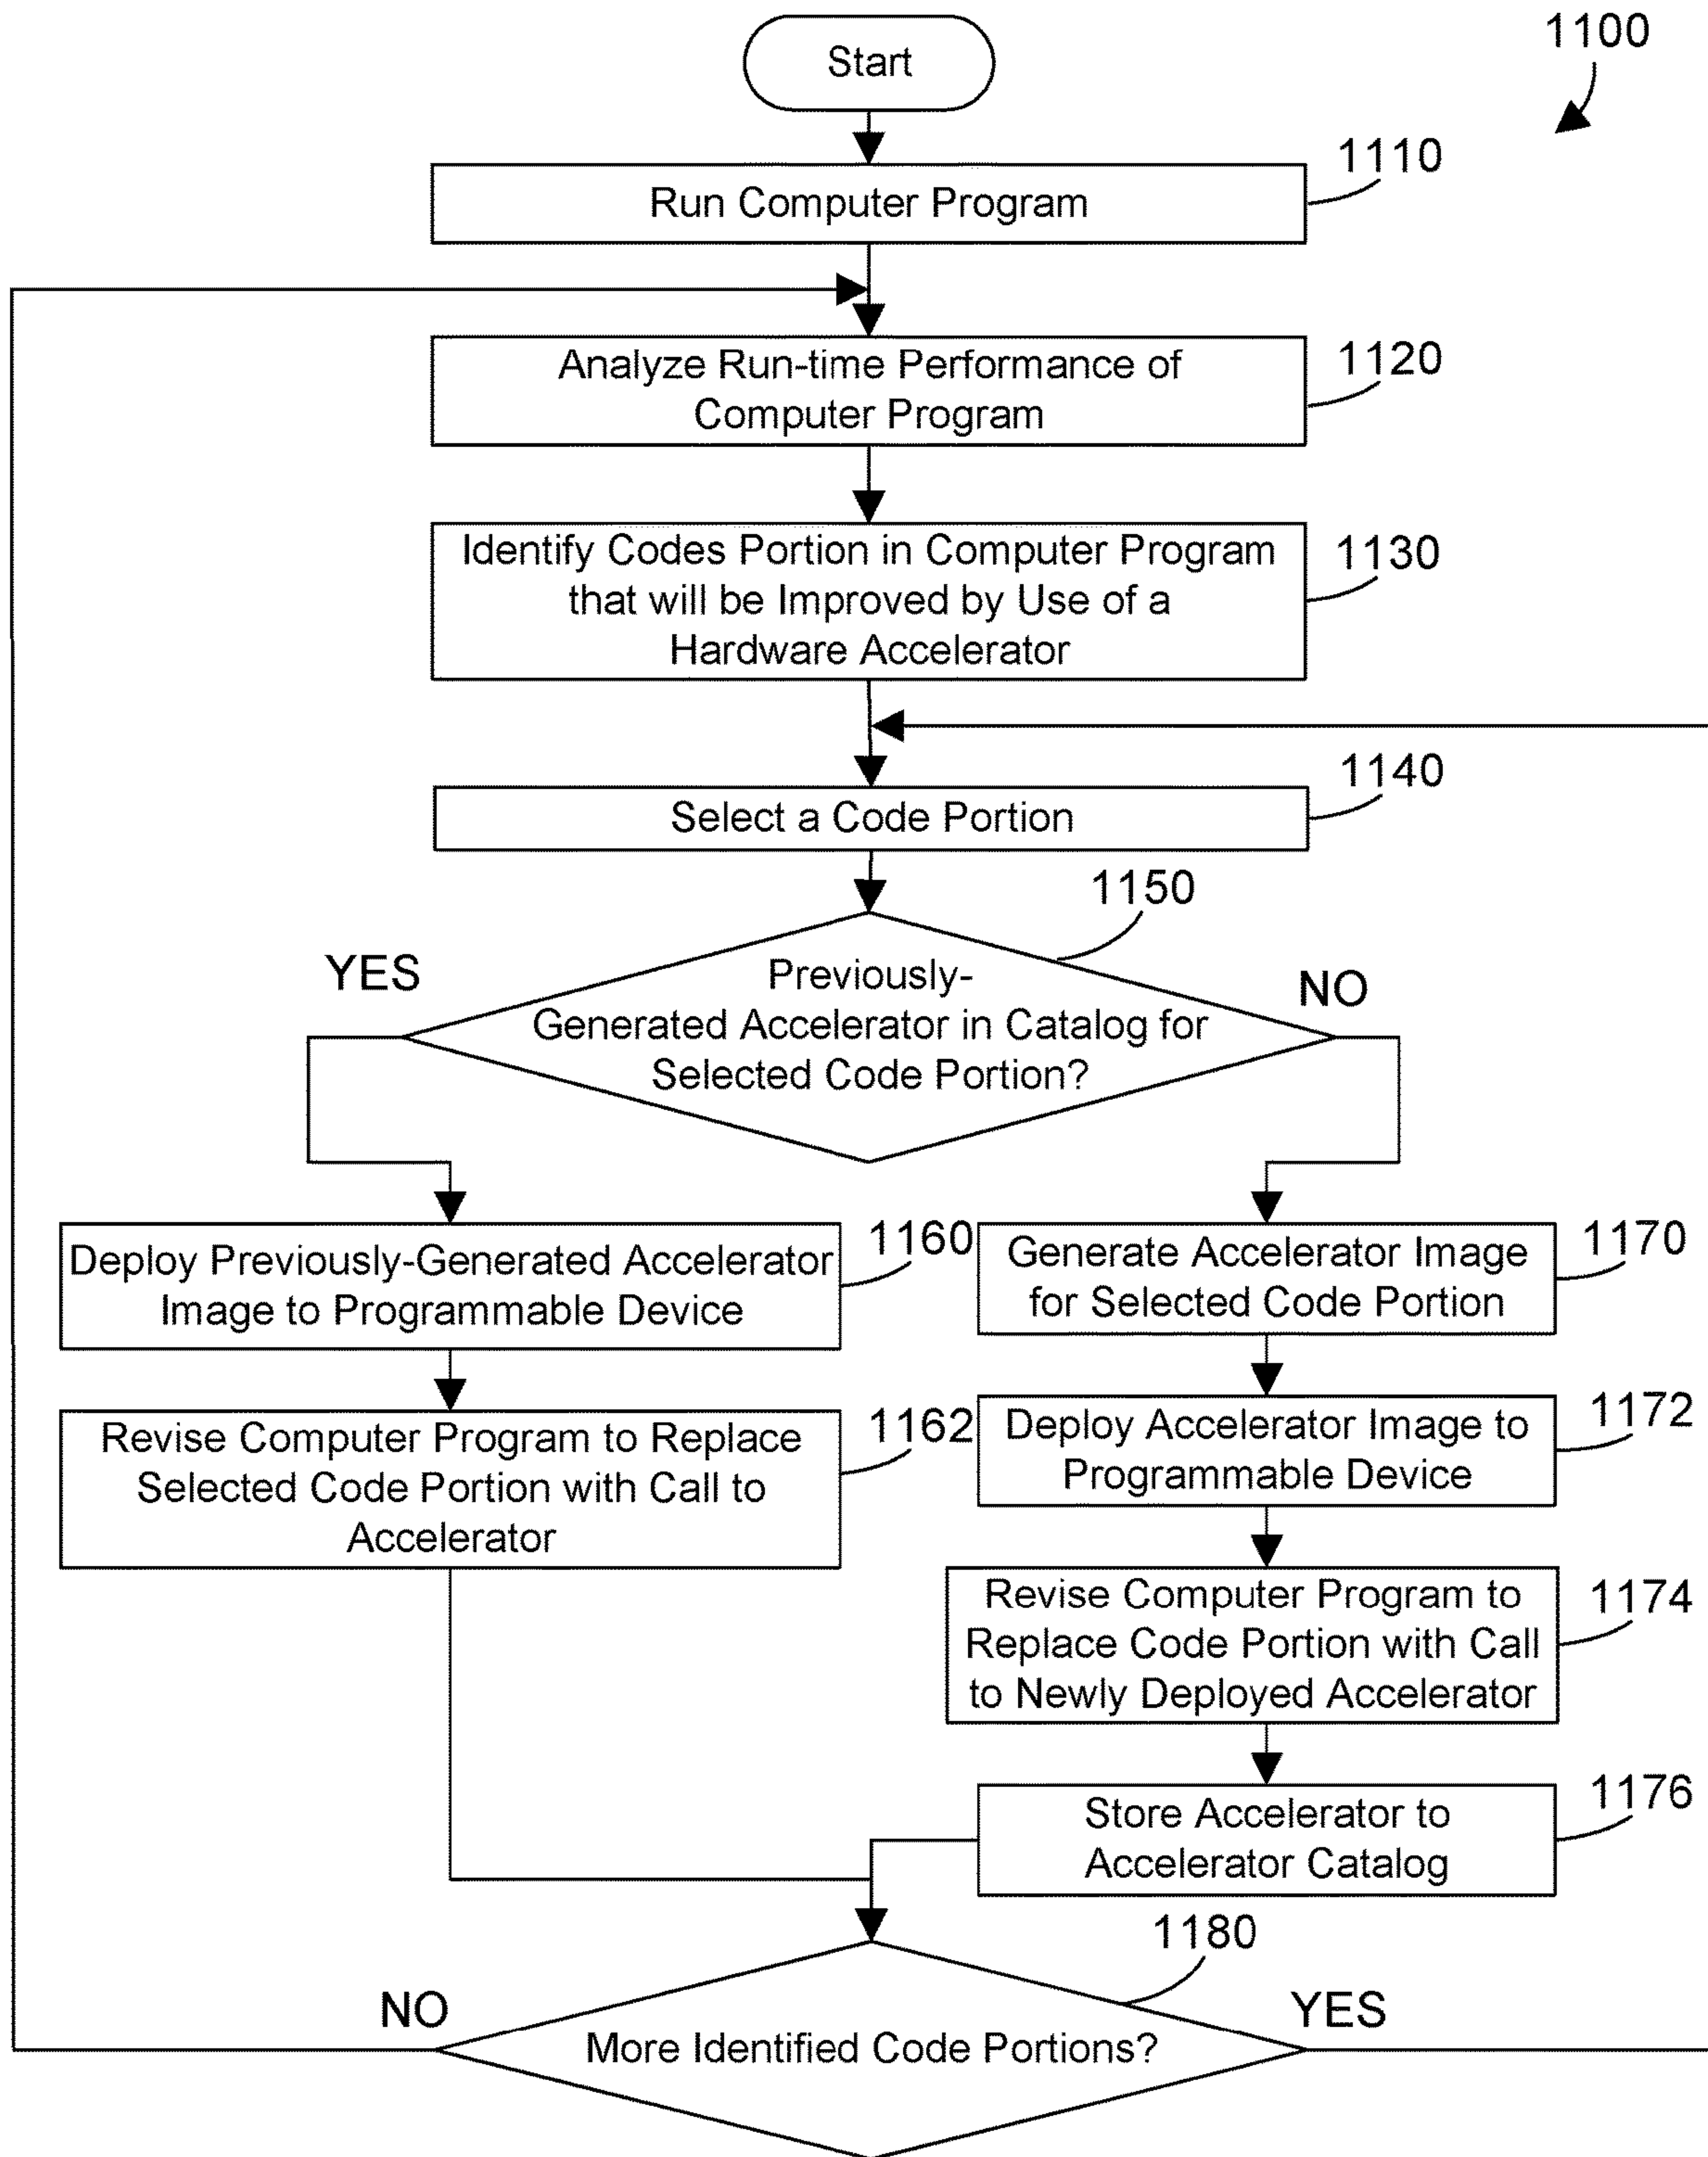 Start
1100
Run Computer Program
1110
Analyze Run-time Performance of
Computer Program
1120
Identify Codes Portion in Computer Program
that will be Improved by Use of a
Hardware Accelerator
1130
Select a Code Portion
1140
1150
Previously-
Generated Accelerator in Catalog for
Selected Code Portion?
YES
NO
Deploy Previously-Generated Accelerator
Image to Programmable Device
1160
Revise Computer Program to Replace
Selected Code Portion with Call to
Accelerator
1162
Generate Accelerator Image
for Selected Code Portion
1170
Deploy Accelerator Image to
Programmable Device
1172
Revise Computer Program to
Replace Code Portion with Call
to Newly Deployed Accelerator
1174
Store Accelerator to
Accelerator Catalog
1176
1180
More Identified Code Portions?
NO
YES